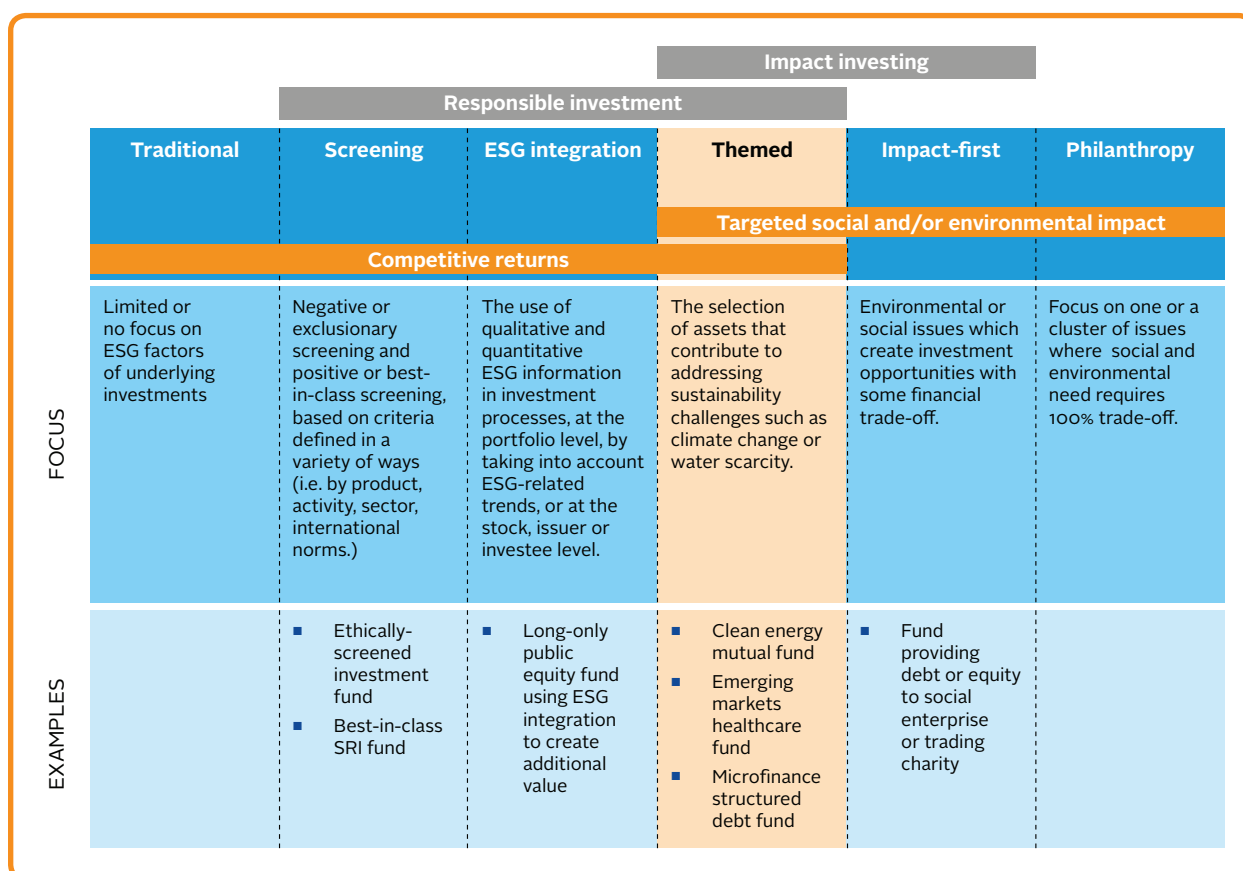 Impact investing
Responsible investment
Traditional
Screening
ESG integration
Themed
Impact-first
Philanthropy
Targeted social and/or environmental impact
Competitive returns
FOCUS
Limited or
no focus on
ESG factors
of underlying
investments
Negative or
exclusionary
screening and
positive or best-
in-class screening,
based on criteria
defined in a
variety of ways
(i.e. by product,
activity, sector,
international
norms.)
The use of
qualitative and
quantitative
ESG information
in investment
processes, at the
portfolio level, by
taking into account
ESG-related
trends, or at the
stock, issuer or
investee level.
The selection
of assets that
contribute to
addressing
sustainability
challenges such as
climate change or
water scarcity.
Environmental or
social issues which
create investment
opportunities with
some financial
trade-off.
Focus on one or a
cluster of issues
where social and
environmental
need requires
100% trade-off.
EXAMPLES
■ Ethically-
screened
investment
fund
■ Best-in-class
SRI fund
■ Long-only
public
equity fund
using ESG
integration
to create
additional
value
■ Clean energy
mutual fund
■ Emerging
markets
healthcare
fund
■ Microfinance
structured
debt fund
■ Fund
providing
debt or equity
to social
enterprise
or trading
charity